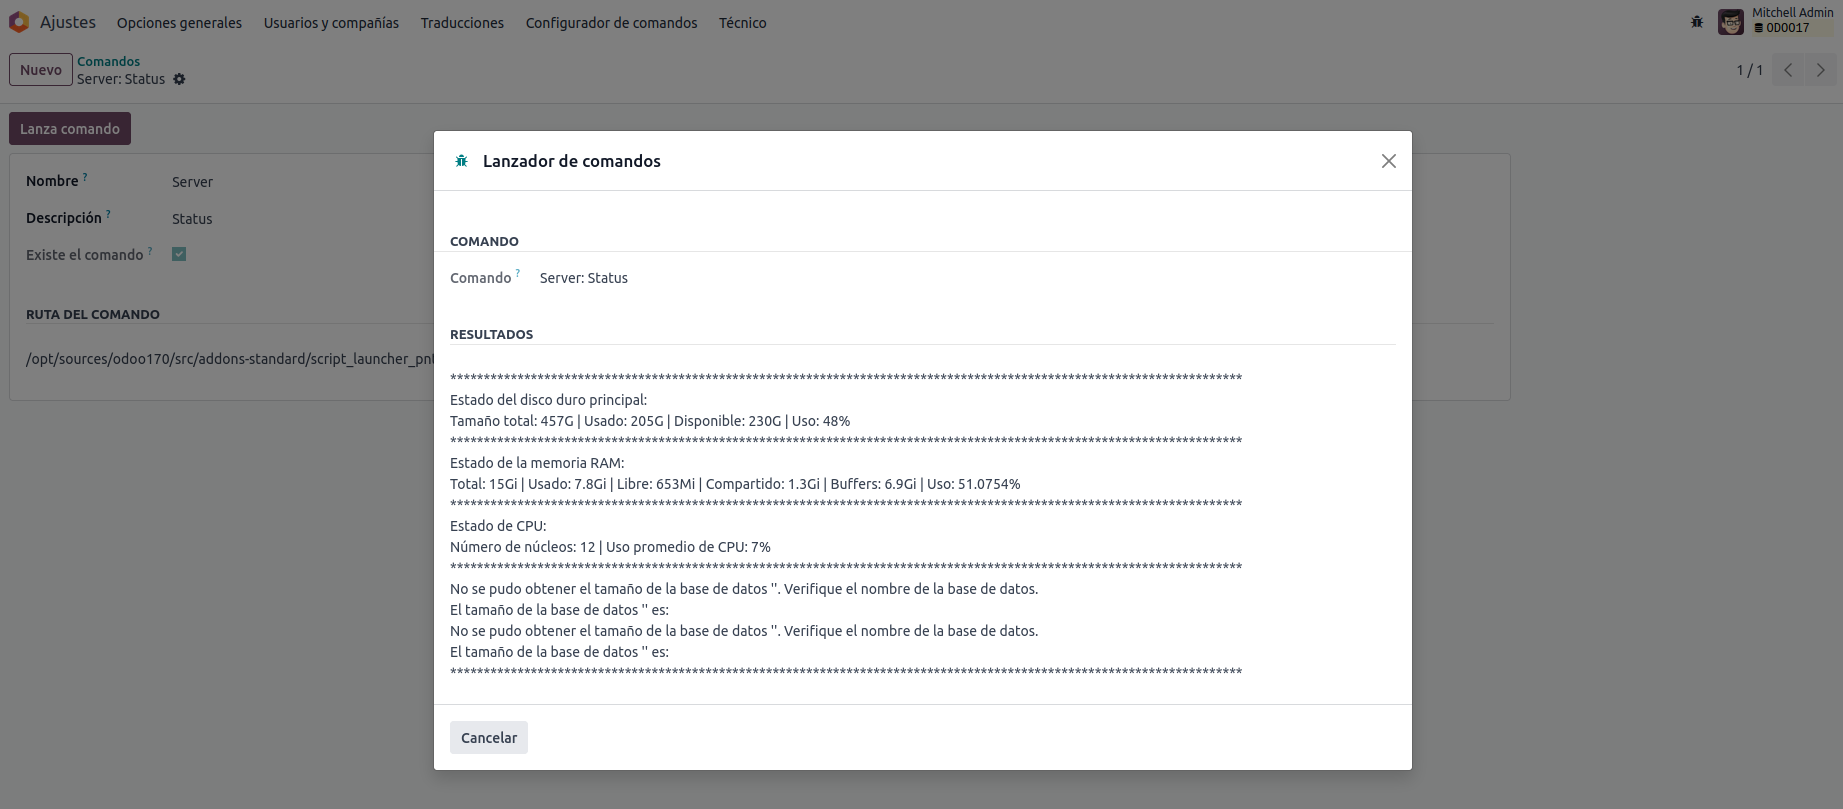 Ajustes Opciones generales Usuarios y compañías Traducciones Configurador de comandos Técnico
Mitchell Admin
OD0017
Nuevo
Comandos
Server: Status
1 / 1
Lanza comando
Nombre ? Server
Descripción ? Status
Existe el comando ?
RUTA DEL COMANDO
/opt/sources/odoo170/src/addons-standard/script_launcher_pnt
Lanzador de comandos
COMANDO
Comando ? Server: Status
RESULTADOS
************************************************************************************************************************
Estado del disco duro principal:
Tamaño total: 457G | Usado: 205G | Disponible: 230G | Uso: 48%
************************************************************************************************************************
Estado de la memoria RAM:
Total: 15Gi | Usado: 7.8Gi | Libre: 653Mi | Compartido: 1.3Gi | Buffers: 6.9Gi | Uso: 51.0754%
************************************************************************************************************************
Estado de CPU:
Número de núcleos: 12 | Uso promedio de CPU: 7%
************************************************************************************************************************
No se pudo obtener el tamaño de la base de datos ''. Verifique el nombre de la base de datos.
El tamaño de la base de datos '' es:
No se pudo obtener el tamaño de la base de datos ''. Verifique el nombre de la base de datos.
El tamaño de la base de datos '' es:
************************************************************************************************************************
Cancelar